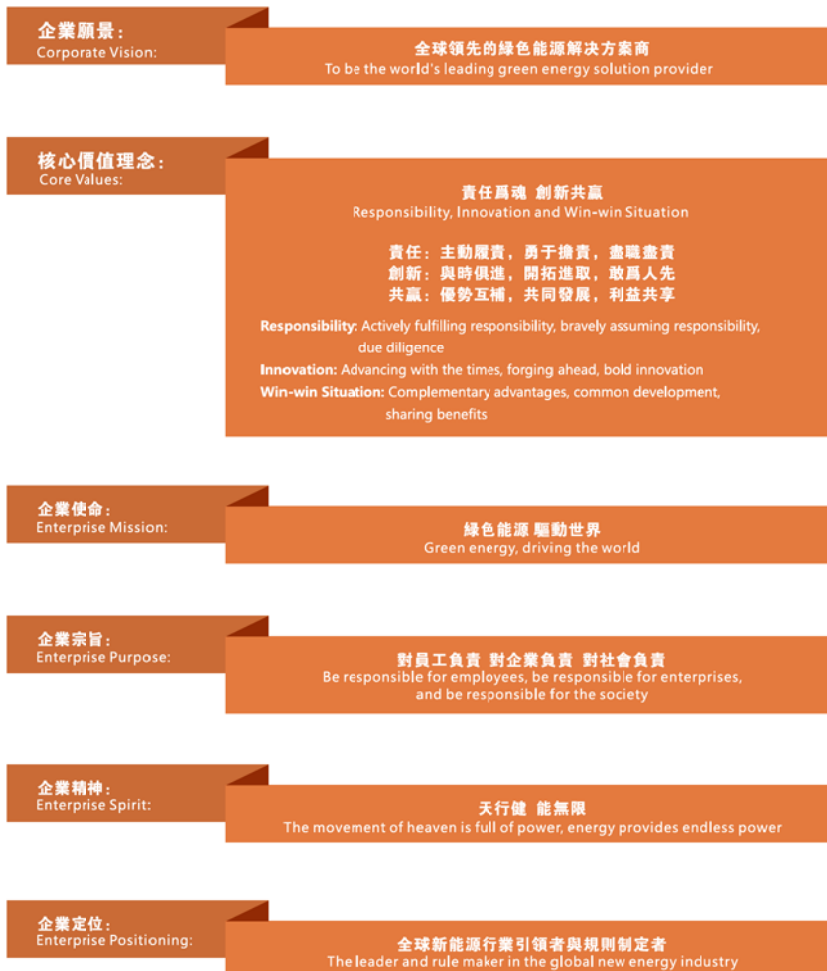 企業願景：
Corporate Vision:
全球領先的綠色能源解决方案商
To be the world's leading green energy solution provider
核心價值理念：
Core Values:
責任爲魂 創新共贏
Responsibility, Innovation and Win-win Situation
責任：主動履責，勇于擔責，盡職盡責
創新：與時俱進，開拓進取，敢爲人先
共贏：優勢互補，共同發展，利益共享
Responsibility: Actively fulfilling responsibility, bravely assuming responsibility,
due diligence
Innovation: Advancing with the times, forging ahead, bold innovation
Win-win Situation: Complementary advantages, common development,
sharing benefits
企業使命：
Enterprise Mission:
綠色能源 驅動世界
Green energy, driving the world
企業宗旨：
Enterprise Purpose:
對員工負責 對企業負責 對社會負責
Be responsible for employees, be responsible for enterprises,
and be responsible for the society
企業精神：
Enterprise Spirit:
天行健 能無限
The movement of heaven is full of power, energy provides endless power
企業定位：
Enterprise Positioning:
全球新能源行業引領者與規則制定者
The leader and rule maker in the global new energy industry